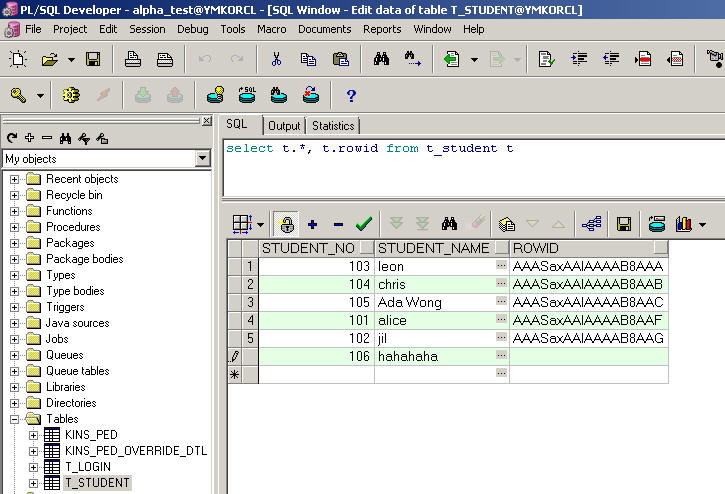 PL/SQL Developer - alpha_test@YMKORCL - [SQL Window - Edit data of table T_STUDENT@YMKORCL]
File Project Edit Session Debug Tools Macro Documents Reports Window Help
SQL Output Statistics
select t.*, t.rowid from t_student t
My objects
Recent objects
Recycle bin
Functions
Procedures
Packages
Package bodies
Types
Type bodies
Triggers
Java sources
Jobs
Queues
Queue tables
Libraries
Directories
Tables
KINS_PED
KINS_PED_OVERRIDE_DTL
T_LOGIN
T_STUDENT
STUDENT_NO STUDENT_NAME ROWID
1 103 leon AAASaxAAIAAAAB8AAA
2 104 chris AAASaxAAIAAAAB8AAB
3 105 Ada Wong AAASaxAAIAAAAB8AAC
4 101 alice AAASaxAAIAAAAB8AAF
5 102 jil AAASaxAAIAAAAB8AAG
106 hahahaha